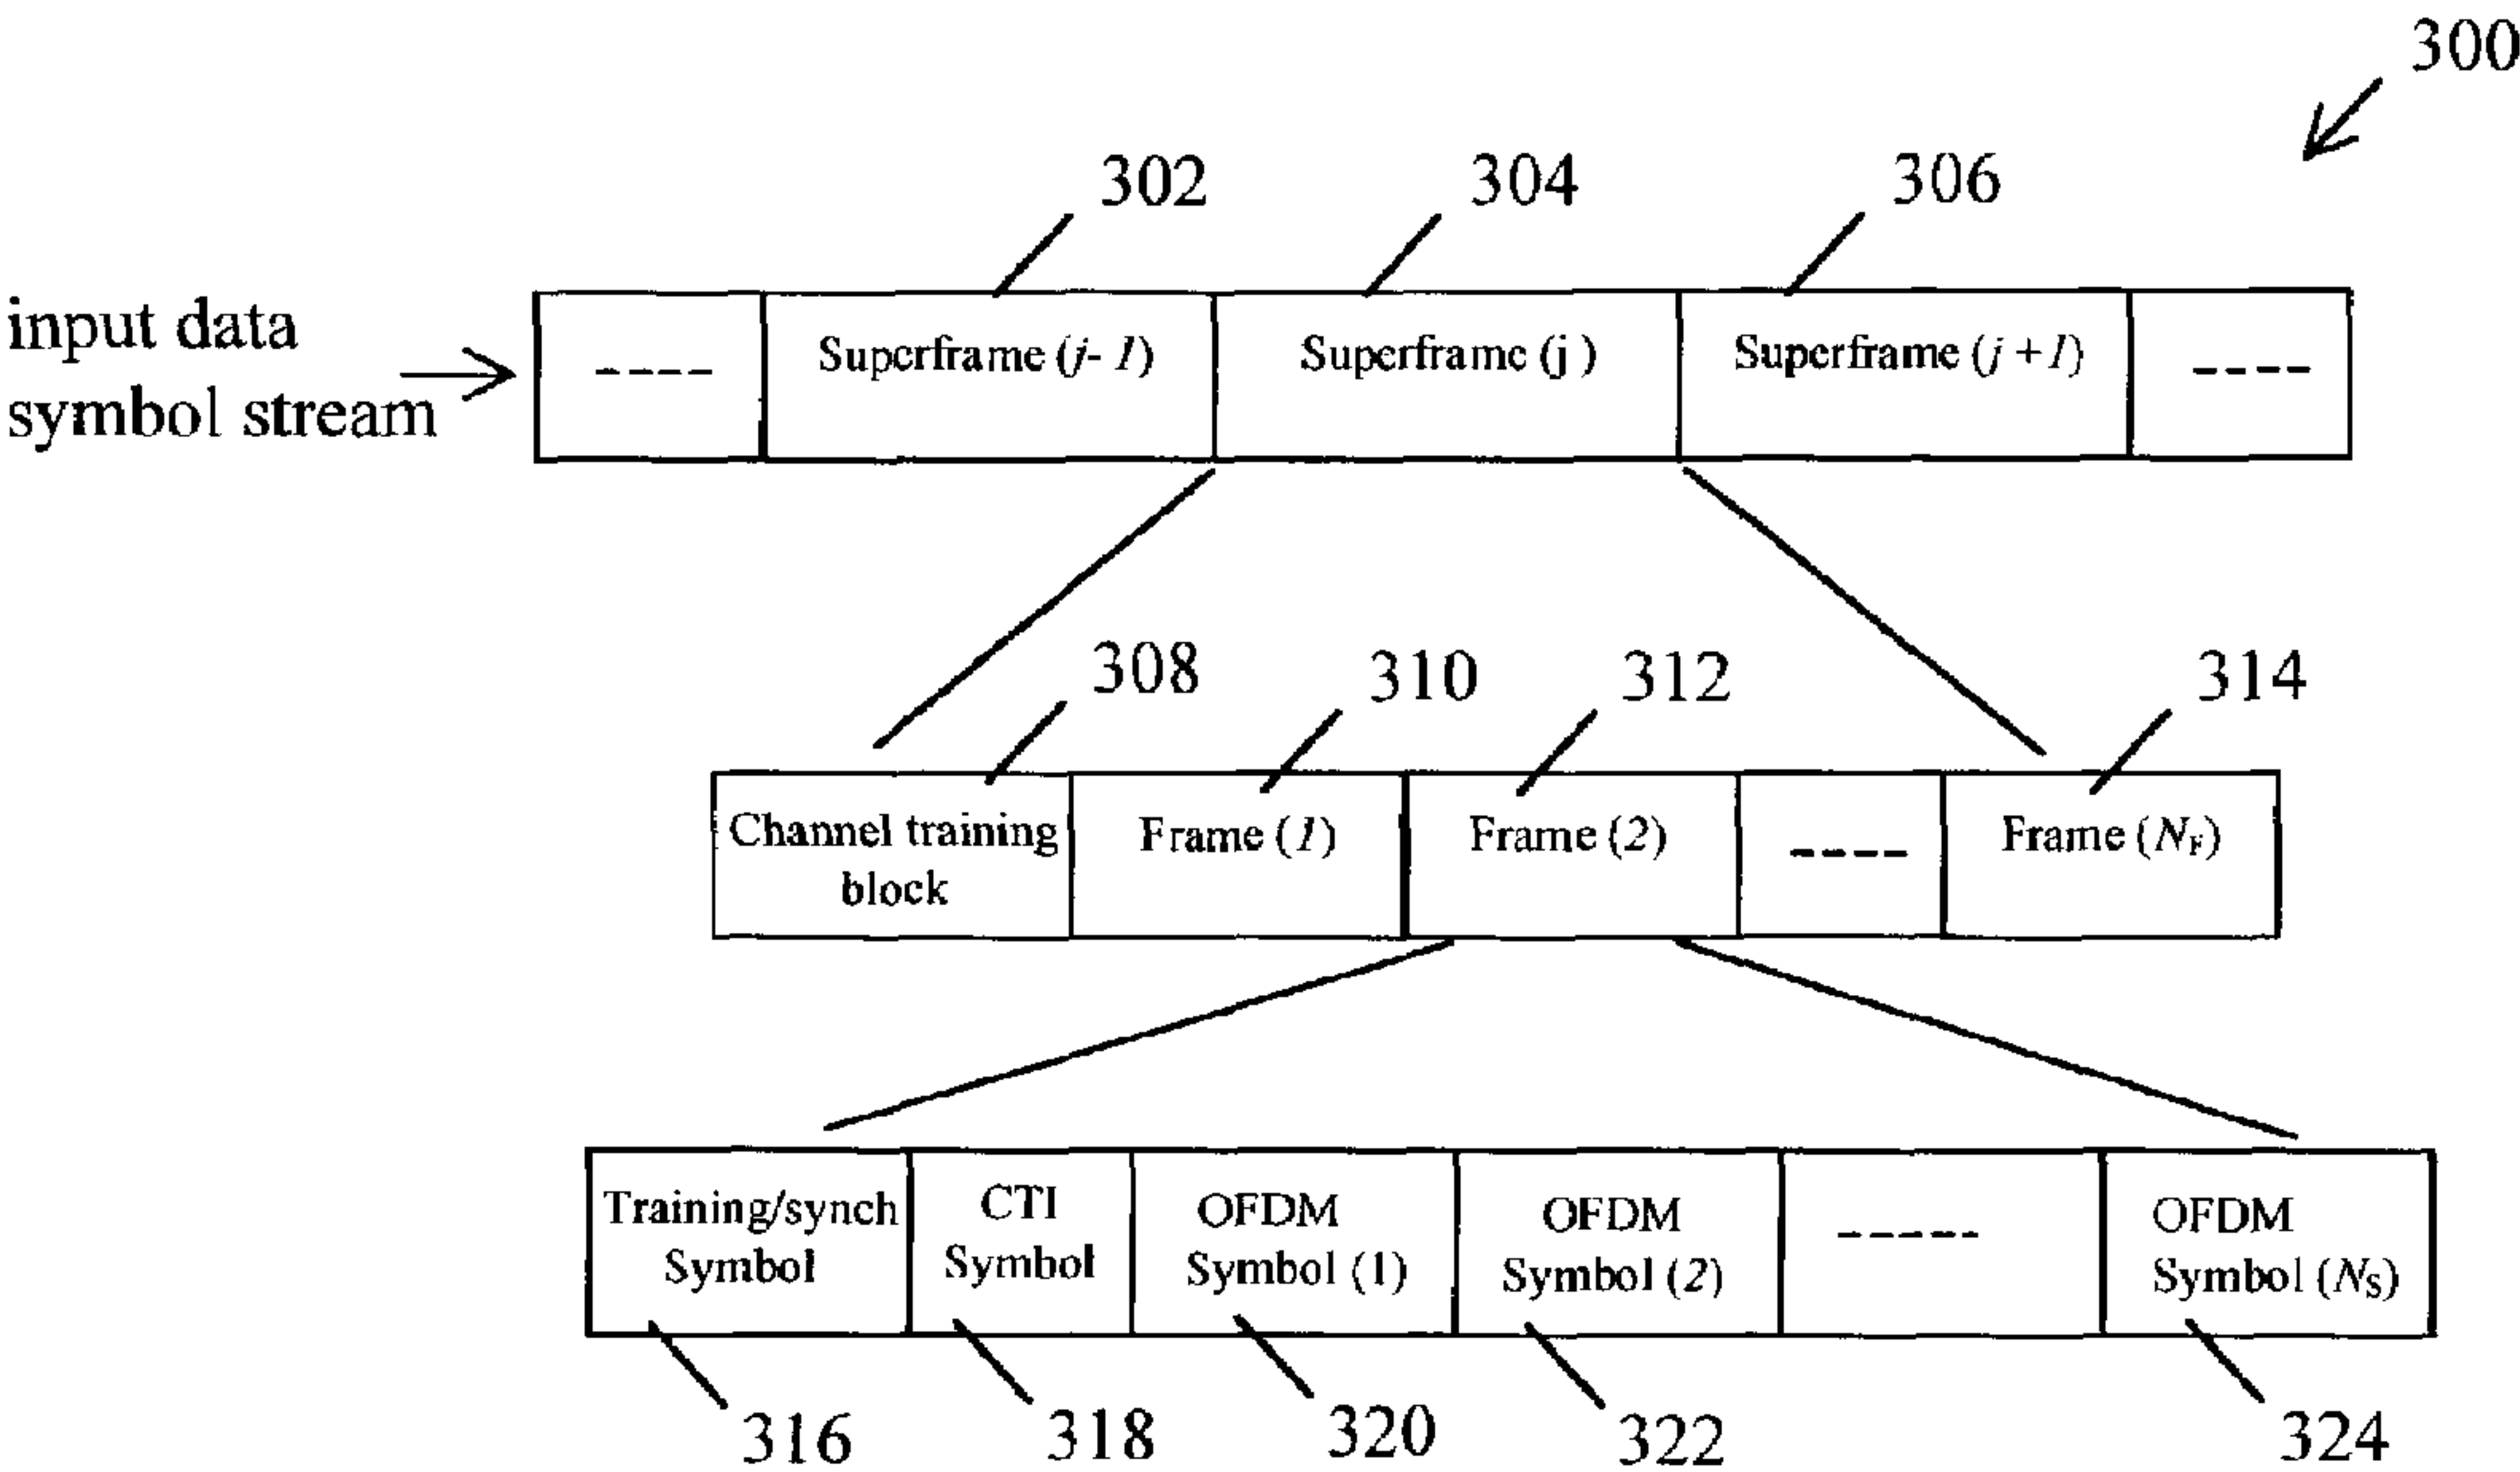 300
302
304
306
input data
symbol stream
----
Superframe (j- 1)
Superframe (j )
Superframe (j + 1)
----
308
310
312
314
Channel training
block
Frame (1)
Frame (2)
----
Frame (NF)
Training/synch
Symbol
CTI
Symbol
OFDM
Symbol (1)
OFDM
Symbol (2)
-----
OFDM
Symbol (NS)
316
318
320
322
324